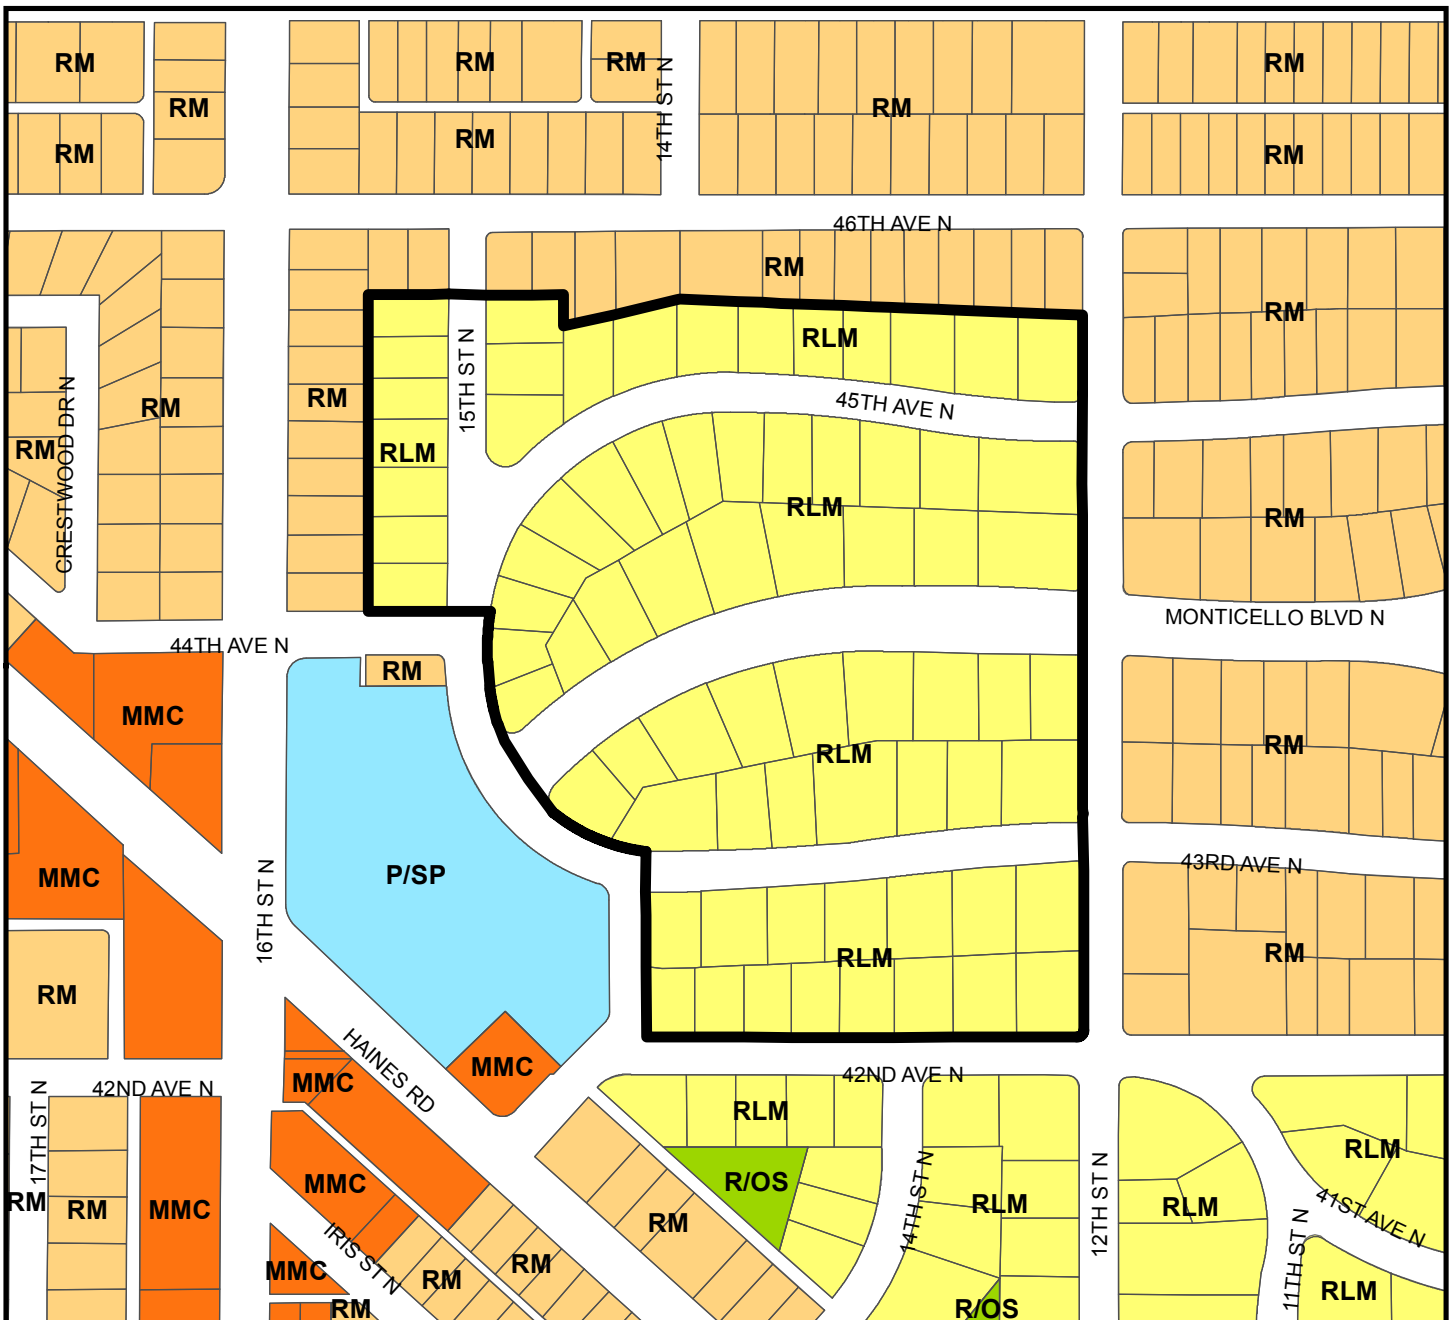 RM
RM
RM
RM
RM
RM
RM
RM
14TH ST N
RM
RM
46TH AVE N
RM
RM
RLM
15TH ST N
45TH AVE N
RM
RM
CRESTWOOD DR N
RM
RLM
RLM
RM
MONTICELLO BLVD N
44TH AVE N
RM
MMC
RLM
RM
43RD AVE N
P/SP
MMC
16TH ST N
RLM
RM
RM
HAINES RD
MMC
MMC
42ND AVE N
42ND AVE N
17TH ST N
RLM
RLM
MMC
R/OS
RM
RM
MMC
RM
14TH ST N
RLM
12TH ST N
RLM
41ST AVE N
11TH ST N
IRIS ST N
MMC
RM
RM
RM
R/OS
RLM